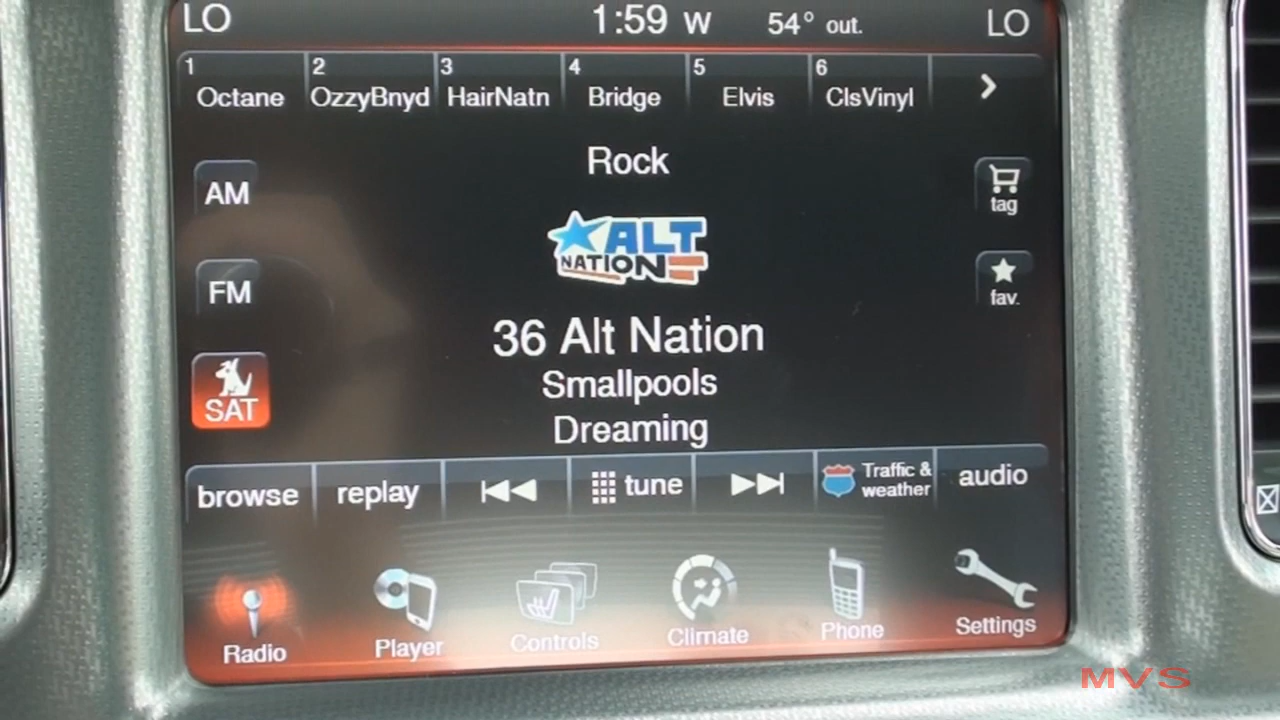 LO 1:59 W 54° out. LO
1 2 3 4 5 6
Octane OzzyBnyd HairNatn Bridge Elvis ClsVinyl
Rock
AM
tag
ALT
NATION
FM
fav.
36 Alt Nation
Smallpools
SAT
Dreaming
browse replay tune Traffic &
weather audio
Radio Player Controls Climate Phone Settings
MVS